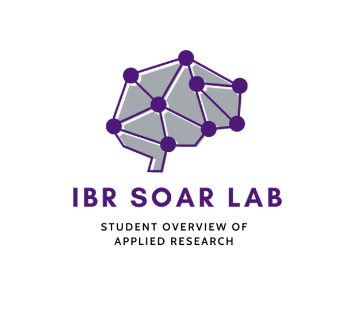 IBR SOAR LAB
STUDENT OVERVIEW OF
APPLIED RESEARCH